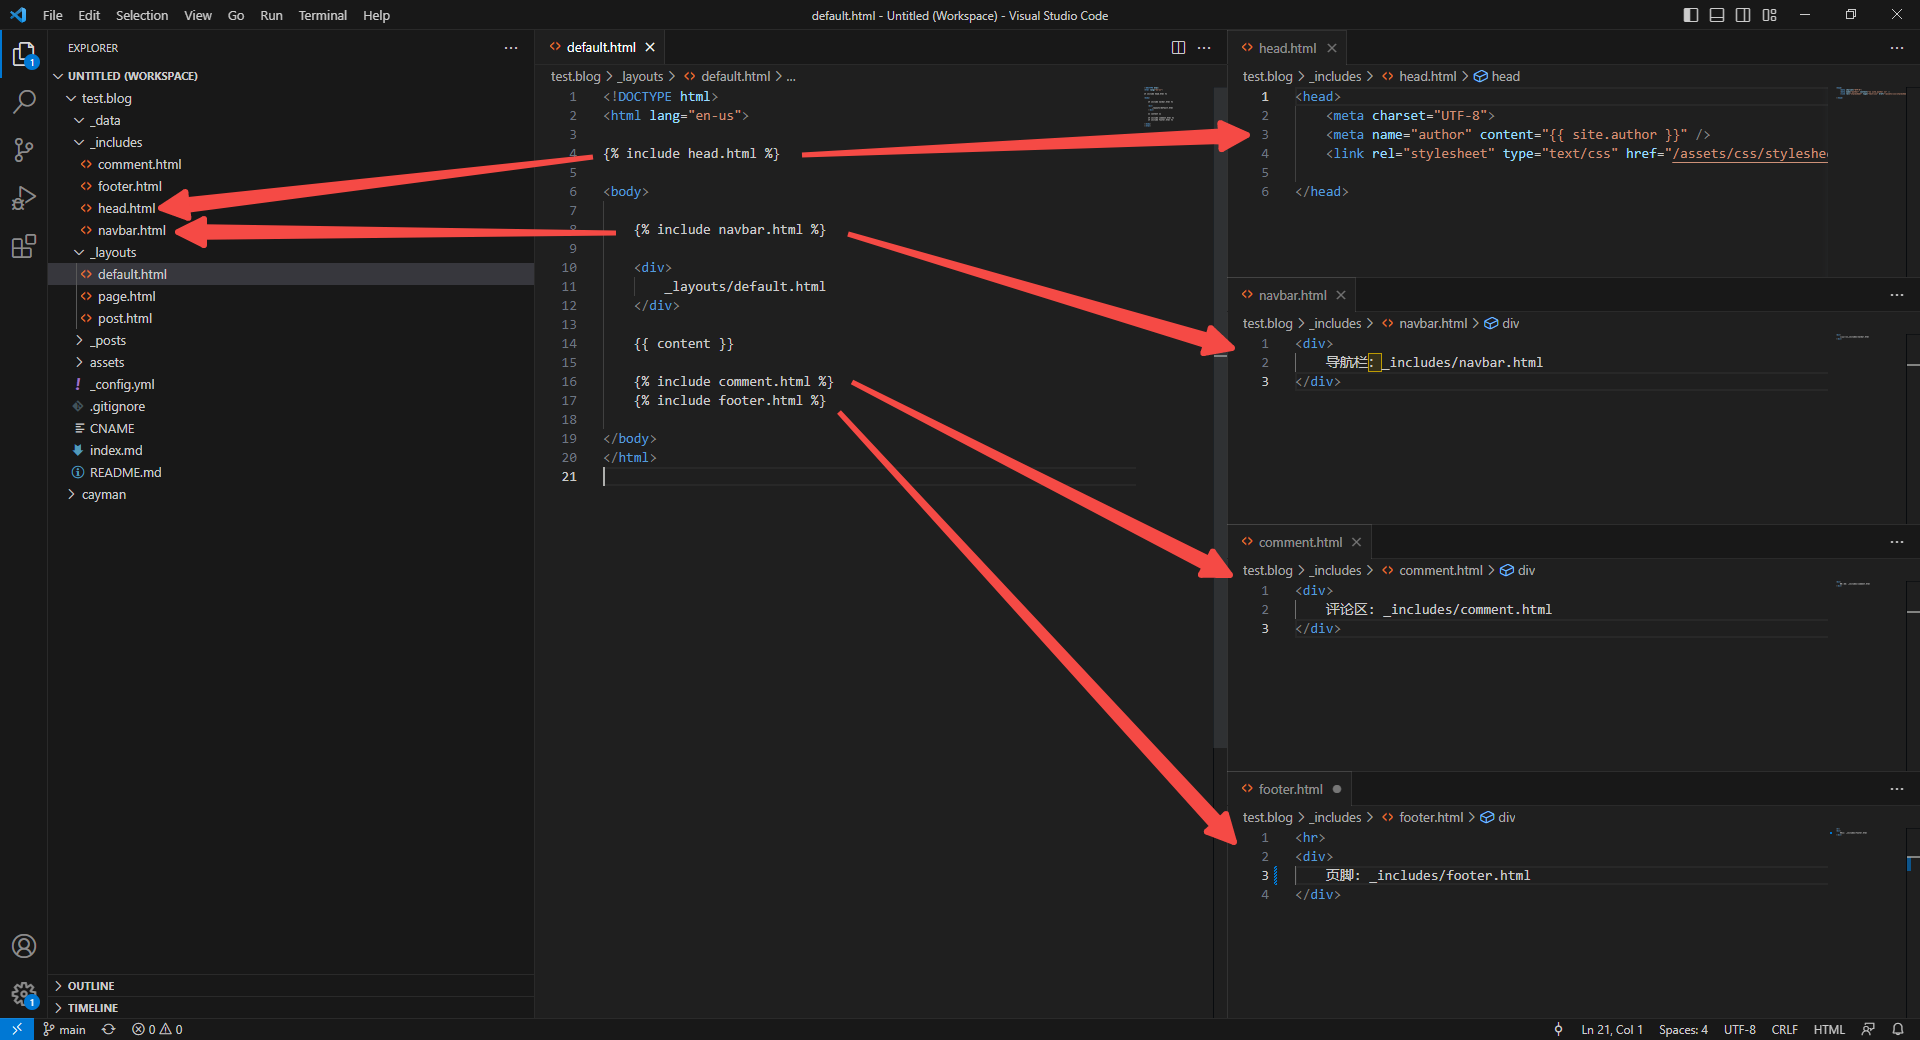 File Edit Selection View Go Run Terminal Help
default.html - Untitled (Workspace) - Visual Studio Code
EXPLORER
UNTITLED (WORKSPACE)
test.blog
_data
_includes
comment.html
footer.html
head.html
navbar.html
_layouts
default.html
page.html
post.html
_posts
assets
_config.yml
.gitignore
CNAME
index.md
README.md
cayman
OUTLINE
TIMELINE
default.html
test.blog > _layouts > default.html > ...
1 <!DOCTYPE html>
2 <html lang="en-us">
3
4 {% include head.html %}
5
6 <body>
7
8 {% include navbar.html %}
9
10 <div>
11 _layouts/default.html
12 </div>
13
14 {{ content }}
15
16 {% include comment.html %}
17 {% include footer.html %}
18
19 </body>
20 </html>
21
head.html
test.blog > _includes > head.html > head
1 <head>
2 <meta charset="UTF-8">
3 <meta name="author" content="{{ site.author }}" />
4 <link rel="stylesheet" type="text/css" href="/assets/css/styleshe
5
6 </head>
navbar.html
test.blog > _includes > navbar.html > div
1 <div>
2 导航栏：_includes/navbar.html
3 </div>
comment.html
test.blog > _includes > comment.html > div
1 <div>
2 评论区: _includes/comment.html
3 </div>
footer.html
test.blog > _includes > footer.html > div
1 <hr>
2 <div>
3 页脚: _includes/footer.html
4 </div>
1
1
main 0 0
Ln 21, Col 1 Spaces: 4 UTF-8 CRLF HTML